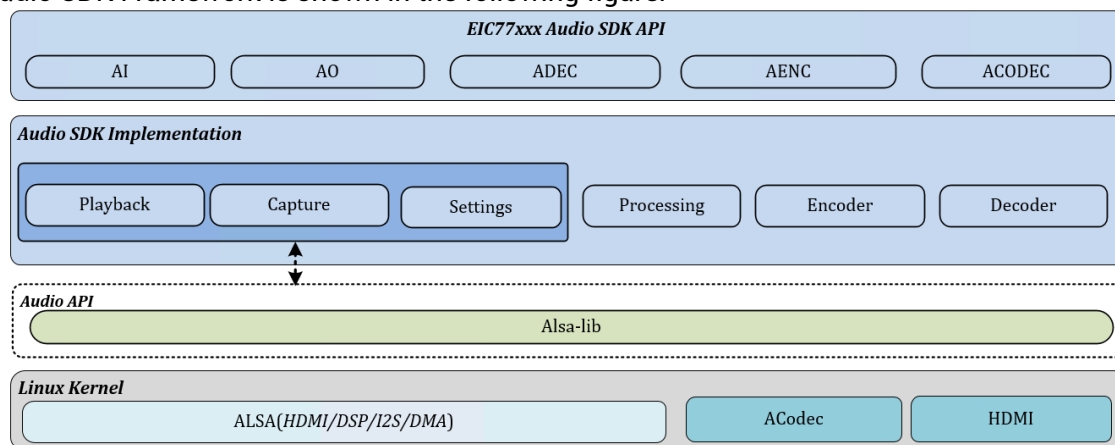 EIC77xxx Audio SDK API
AI AO ADEC AENC ACODEC
Audio SDK Implementation
Playback Capture Settings Processing Encoder Decoder
Audio API
Alsa-lib
Linux Kernel
ALSA(HDMI/DSP/I2S/DMA) ACodec HDMI